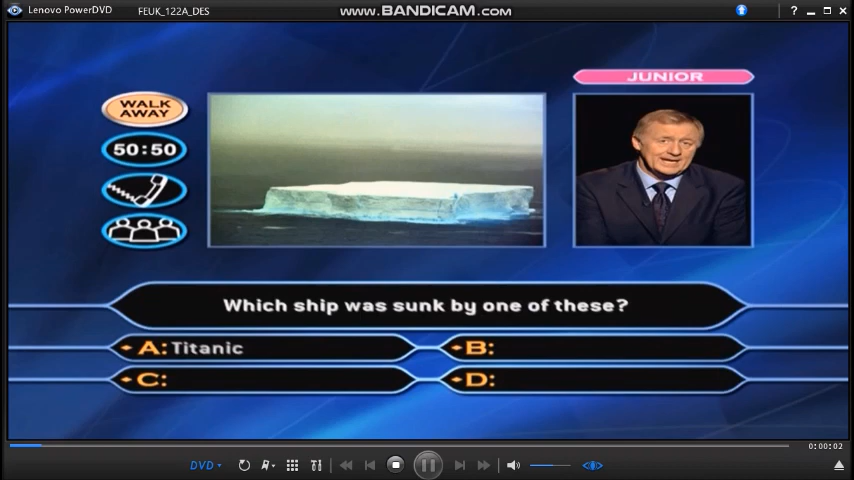 Lenovo PowerDVD
FEUK_122A_DES
www.BANDICAM.com
?
JUNIOR
WALK
AWAY
50:50
Which ship was sunk by one of these?
A: Titanic
B:
C:
D:
0:00:02
DVD